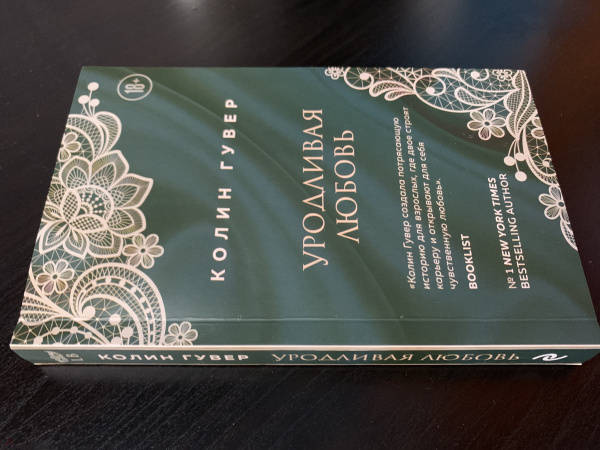 18+
КОЛИН ГУВЕР
УРОДЛИВАЯ
ЛЮБОВЬ
«Колин Гувер создала потрясающую
историю для взрослых, где двое строят
карьеру и открывают для себя
чувственную любовь».
BOOKLIST
№ 1 NEW YORK TIMES
BESTSELLING AUTHOR
КОЛИН ГУВЕР УРОДЛИВАЯ ЛЮБОВЬ